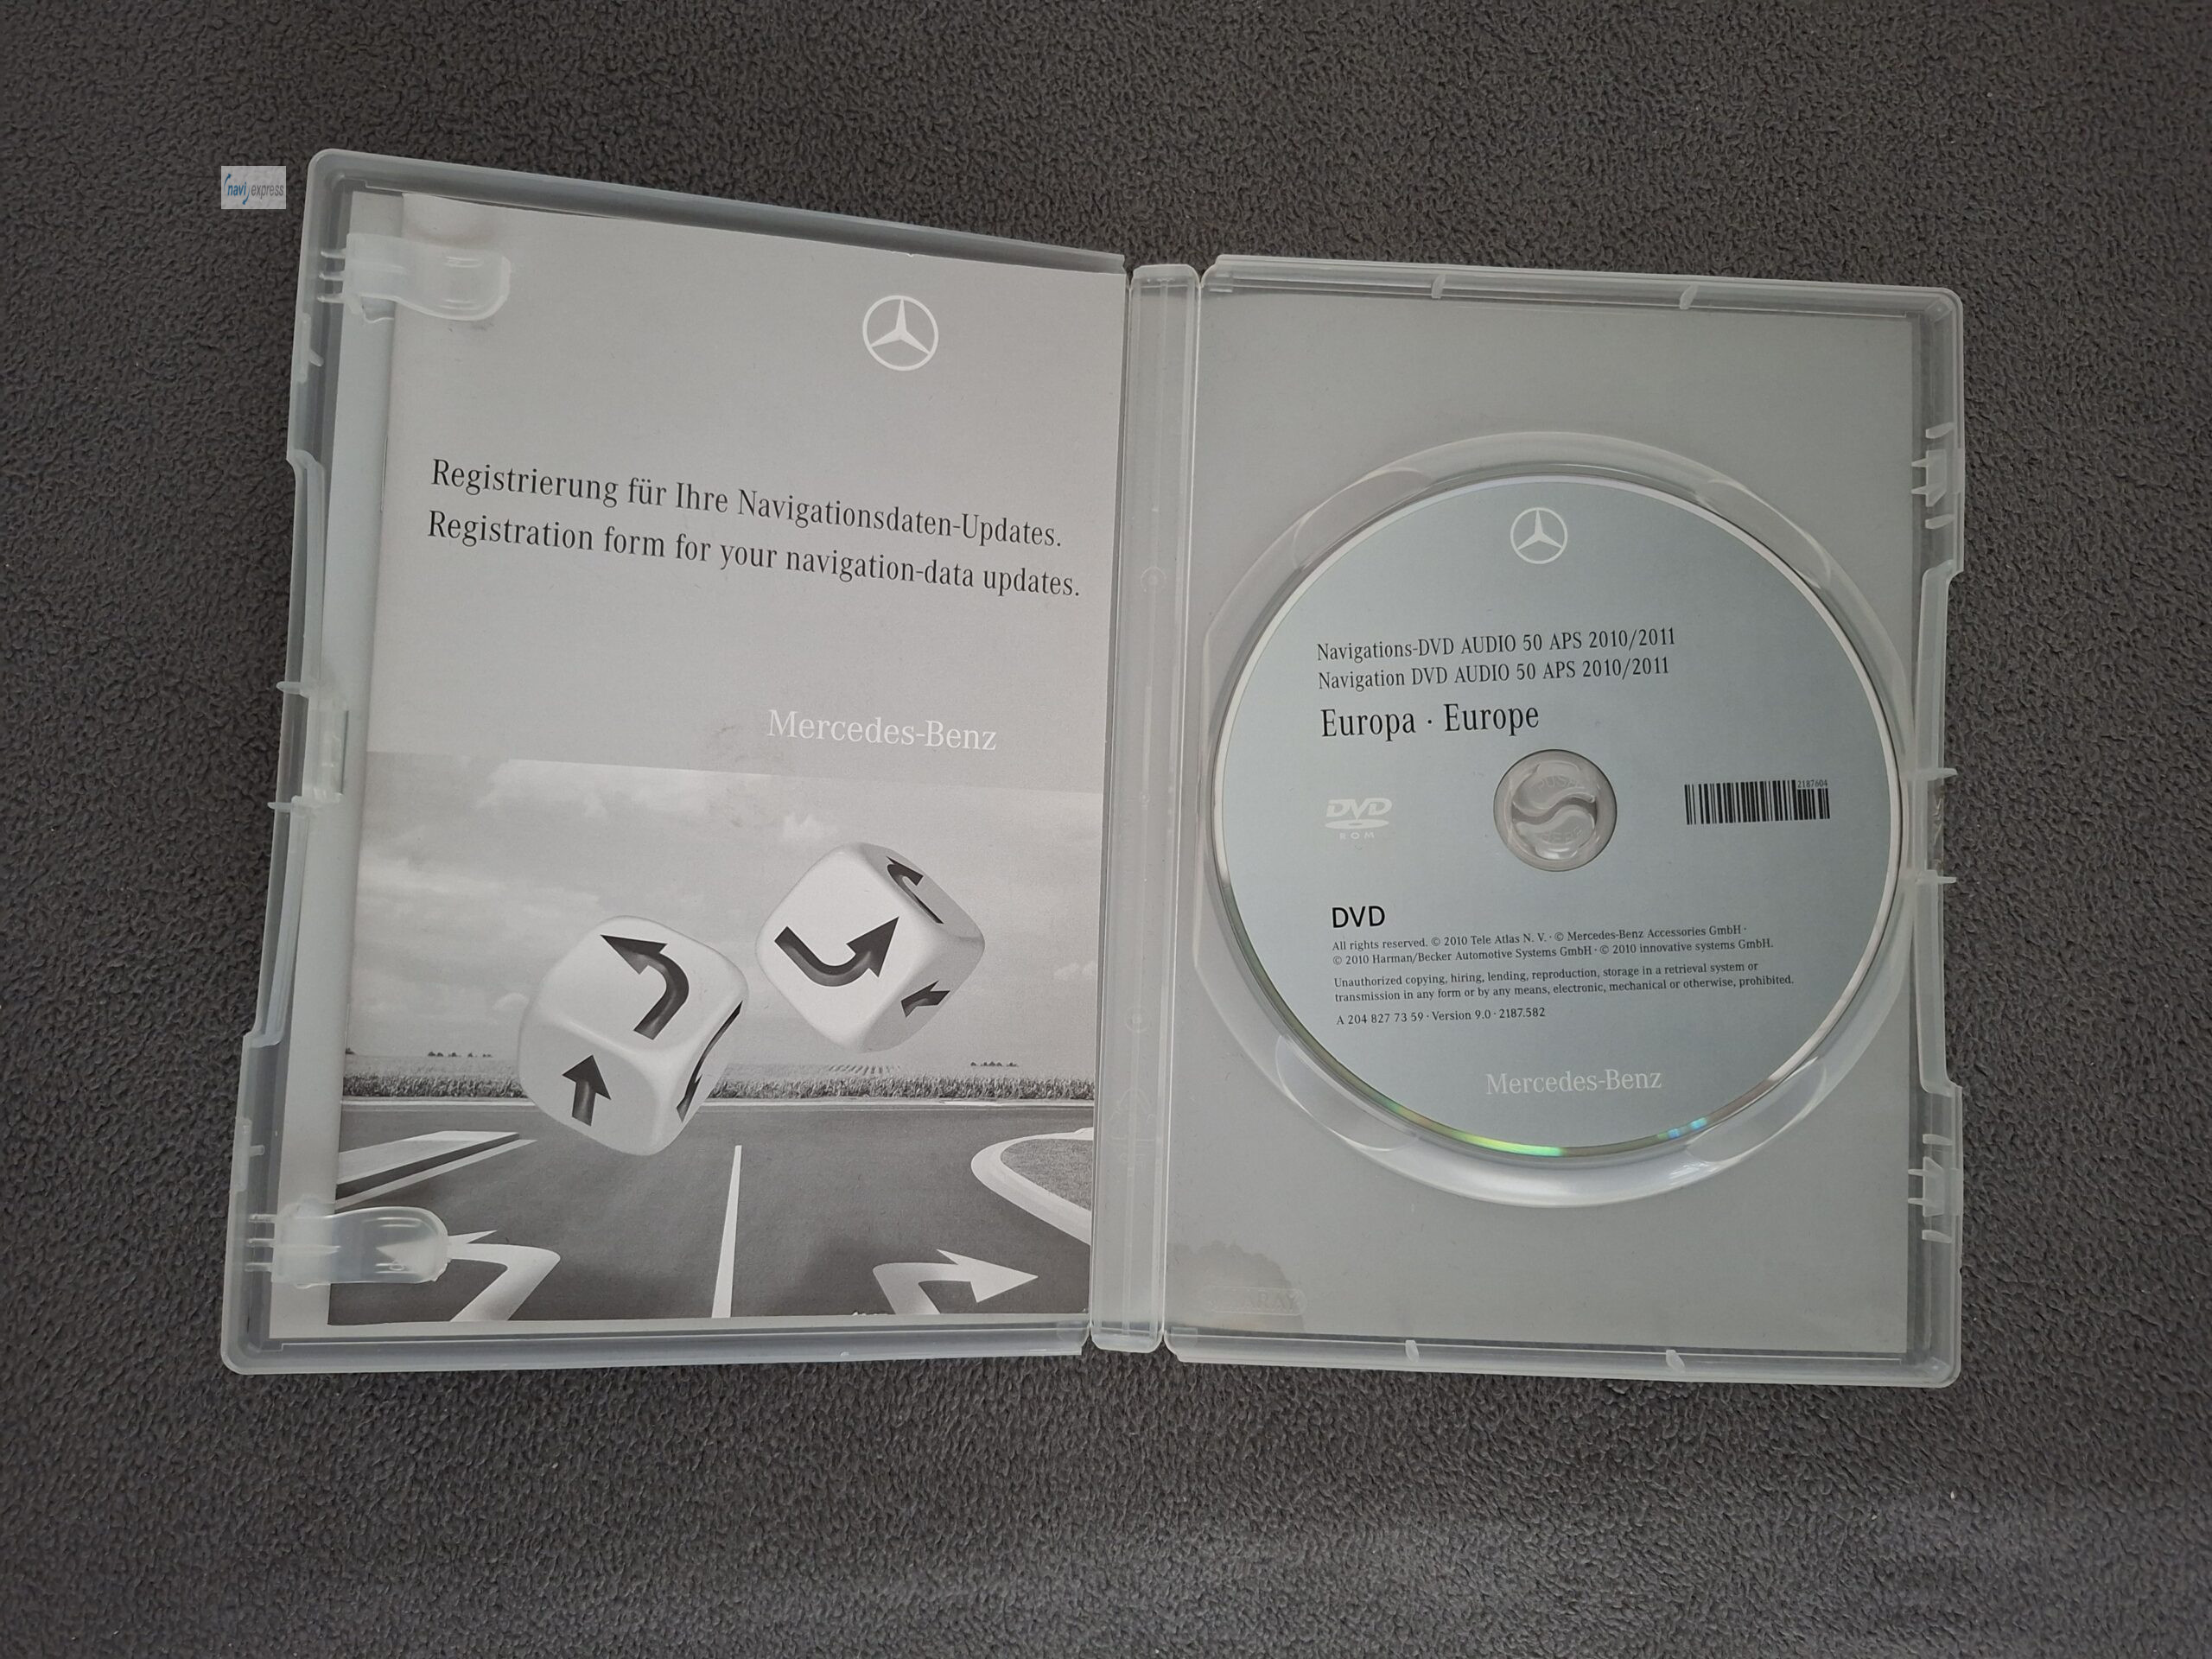 navi express
Registrierung für Ihre Navigationsdaten-Updates.
Registration form for your navigation-data updates.
Mercedes-Benz
Navigations-DVD AUDIO 50 APS 2010/2011
Navigation DVD AUDIO 50 APS 2010/2011
Europa · Europe
DVD
ROM
2187604
DVD
All rights reserved. © 2010 Tele Atlas N. V. · © Mercedes-Benz Accessories GmbH ·
© 2010 Harman/Becker Automotive Systems GmbH · © 2010 innovative systems GmbH.
Unauthorized copying, hiring, lending, reproduction, storage in a retrieval system or
transmission in any form or by any means, electronic, mechanical or otherwise, prohibited.
A 204 827 73 59 · Version 9.0 · 2187.582
Mercedes-Benz